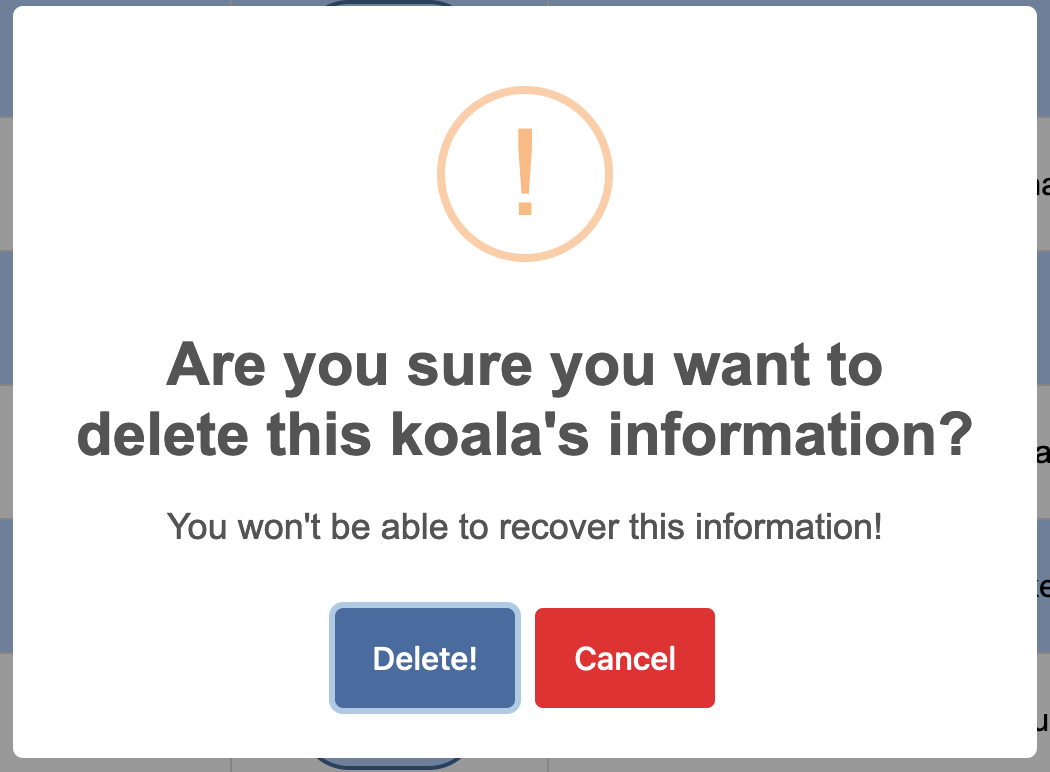 !
Are you sure you want to
delete this koala's information?
You won't be able to recover this information!
Delete!
Cancel